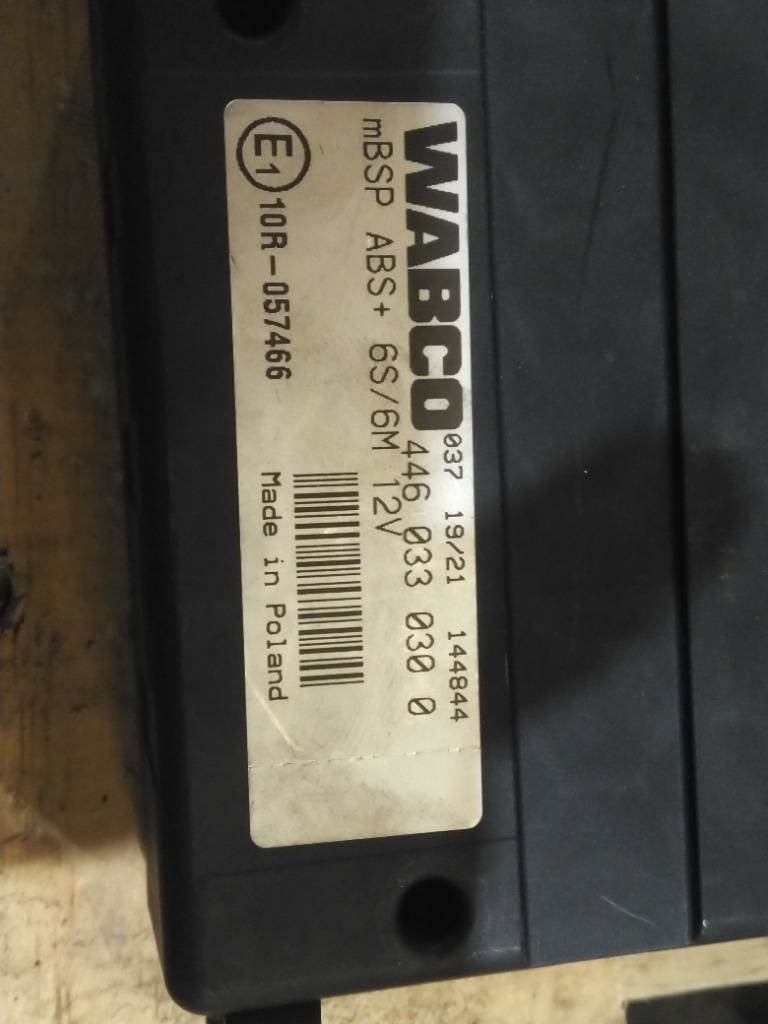 WABCO
037 19/21 144844
446 033 030 0
mBSP ABS+ 6S/6M 12V
E1 10R-057466
Made in Poland